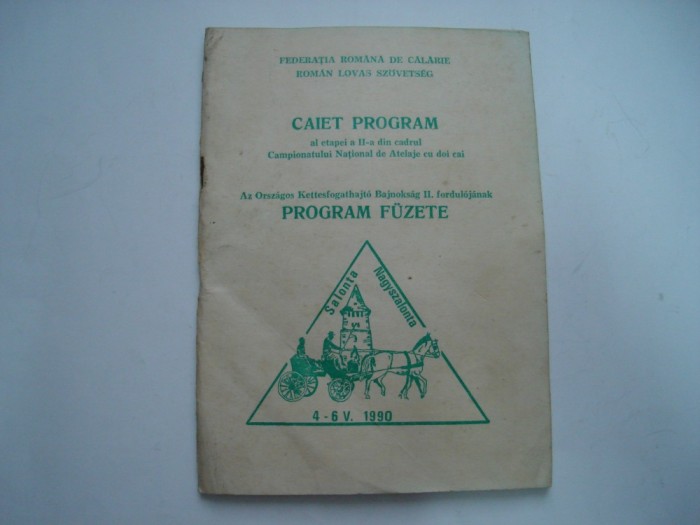 FEDERAȚIA ROMÂNA DE CĂLĂRIE
ROMÁN LOVAS SZÖVETSÉG
CAIET PROGRAM
al etapei a II-a din cadrul
Campionatului Național de Atelaje cu doi cai
Az Országos Kettesfogathajtó Bajnokság II. fordulójának
PROGRAM FÜZETE
Salonta
Nagyszalonta
4 - 6 V. 1990